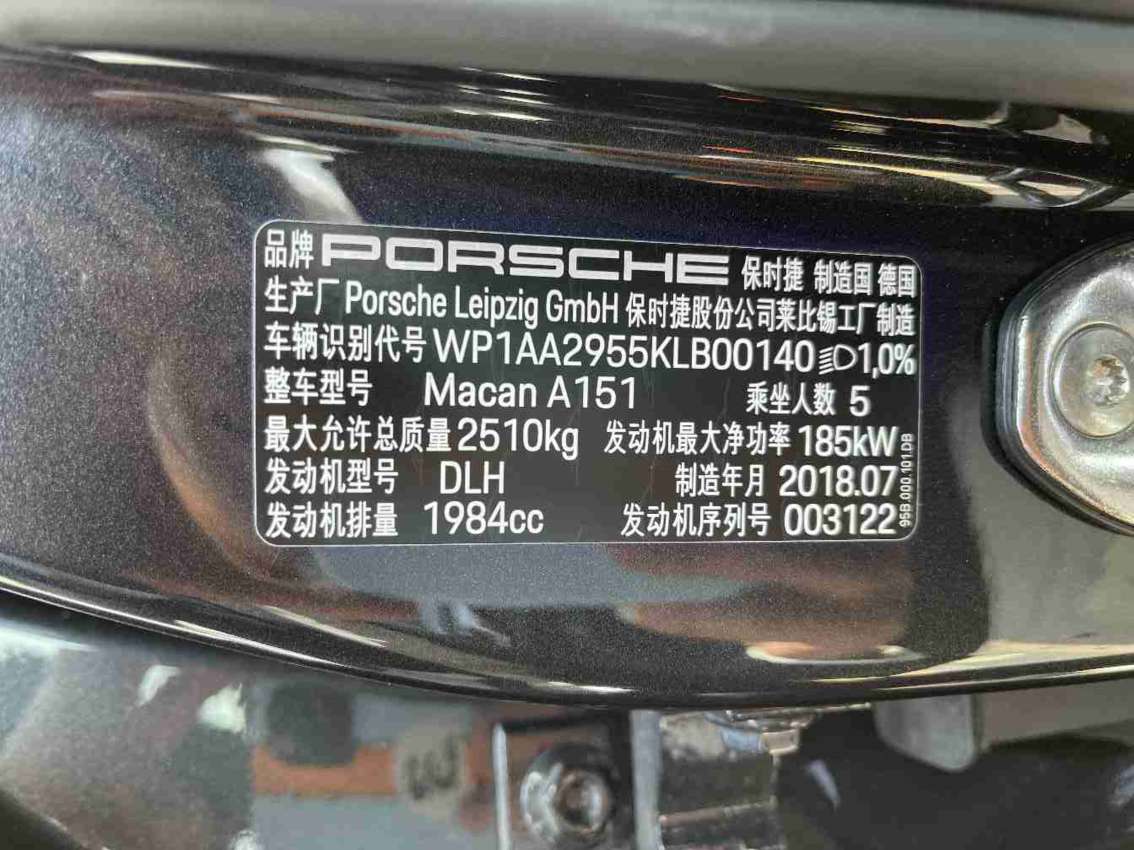 品牌 PORSCHE 保时捷 制造国 德国
生产厂 Porsche Leipzig GmbH 保时捷股份公司莱比锡工厂制造
车辆识别代号 WP1AA2955KLB00140 1,0%
整车型号 Macan A151 乘坐人数 5
最大允许总质量 2510kg 发动机最大净功率 185kW
发动机型号 DLH 制造年月 2018.07
发动机排量 1984cc 发动机序列号 003122
95B.000.101.DB